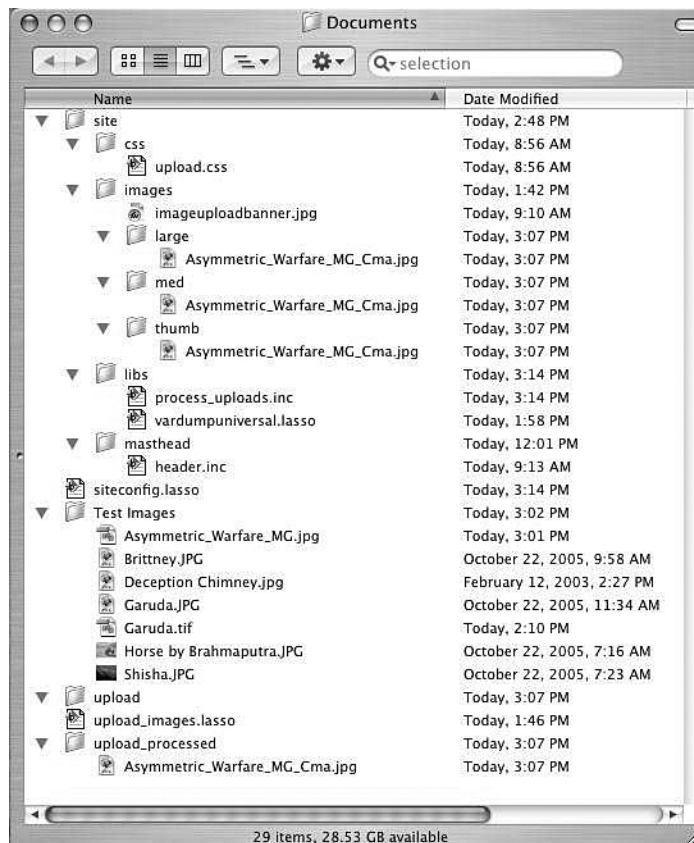 Documents
selection
Name Date Modified
site Today, 2:48 PM
css Today, 8:56 AM
upload.css Today, 8:56 AM
images Today, 1:42 PM
imageuploadbanner.jpg Today, 9:10 AM
large Today, 3:07 PM
Asymmetric_Warfare_MG_Cma.jpg Today, 3:07 PM
med Today, 3:07 PM
Asymmetric_Warfare_MG_Cma.jpg Today, 3:07 PM
thumb Today, 3:07 PM
Asymmetric_Warfare_MG_Cma.jpg Today, 3:07 PM
libs Today, 3:14 PM
process_uploads.inc Today, 3:14 PM
vardumpuniversal.lasso Today, 1:58 PM
masthead Today, 12:01 PM
header.inc Today, 9:13 AM
siteconfig.lasso Today, 3:14 PM
Test Images Today, 3:02 PM
Asymmetric_Warfare_MG.jpg Today, 3:01 PM
Brittney.JPG October 22, 2005, 9:58 AM
Deception Chimney.jpg February 12, 2003, 2:27 PM
Garuda.JPG October 22, 2005, 11:34 AM
Garuda.tif Today, 2:10 PM
Horse by Brahmaputra.JPG October 22, 2005, 7:16 AM
Shisha.JPG October 22, 2005, 7:23 AM
upload Today, 3:07 PM
upload_images.lasso Today, 1:46 PM
upload_processed Today, 3:07 PM
Asymmetric_Warfare_MG_Cma.jpg Today, 3:07 PM
29 items, 28.53 GB available